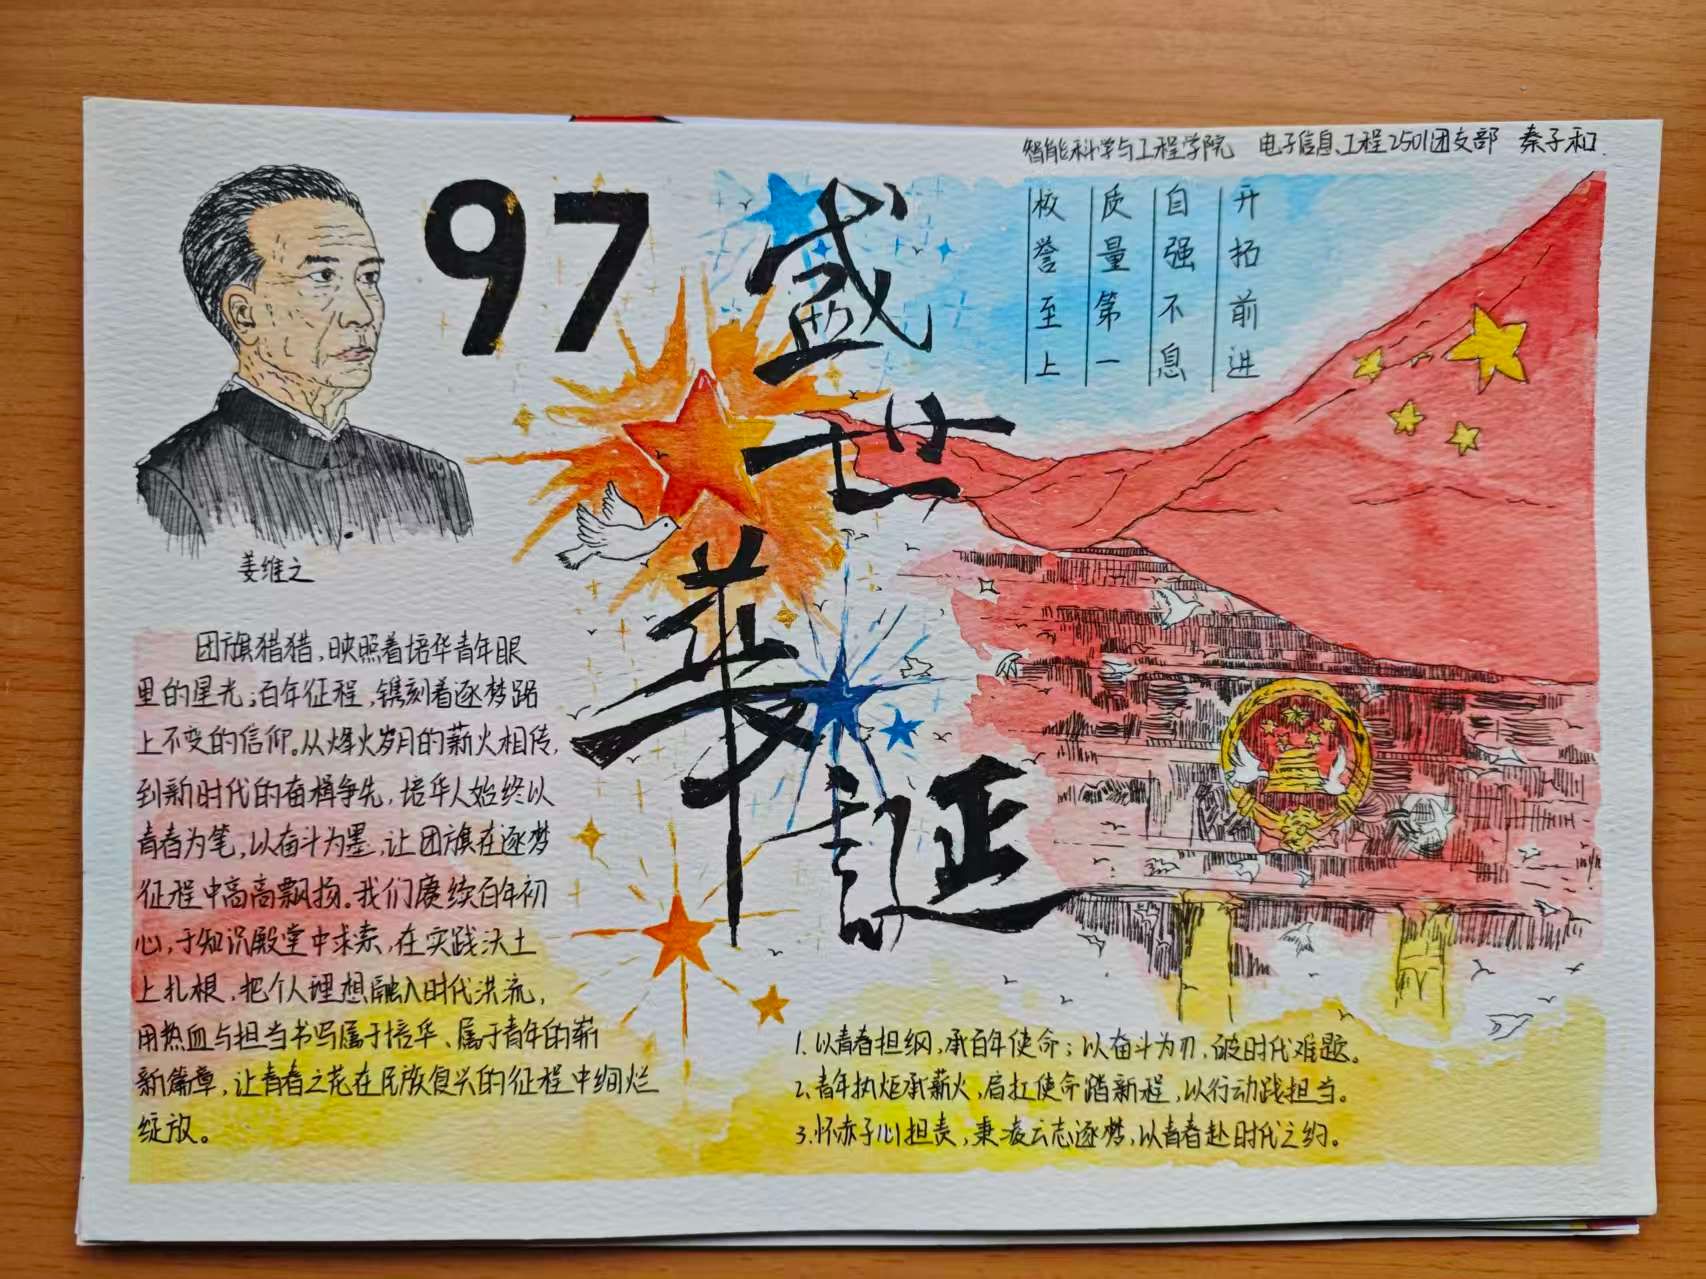 智能科学与工程学院 电子信息工程2501团支部 秦子和
97
盛世華誕
校誉至上
质量第一
自强不息
开拓前进
姜维之
团旗猎猎，映照着培华青年眼
里的星光；百年征程，镌刻着逐梦路
上不变的信仰。从烽火岁月的薪火相传，
到新时代的奋楫争先，培华人始终以
青春为笔，以奋斗为墨，让团旗在逐梦
征程中高高飘扬。我们赓续百年初
心，于知识殿堂中求索，在实践沃土
上扎根，把个人理想融入时代洪流，
用热血与担当书写属于培华、属于青年的崭
新篇章，让青春之花在民族复兴的征程中绚烂
绽放。
1.以青春担纲，承百年使命；以奋斗为刃，破时代难题。
2.青年执炬承薪火，肩扛使命踏新程，以行动践担当。
3.怀赤子心担责，秉凌云志逐梦，以青春赴时代之约。